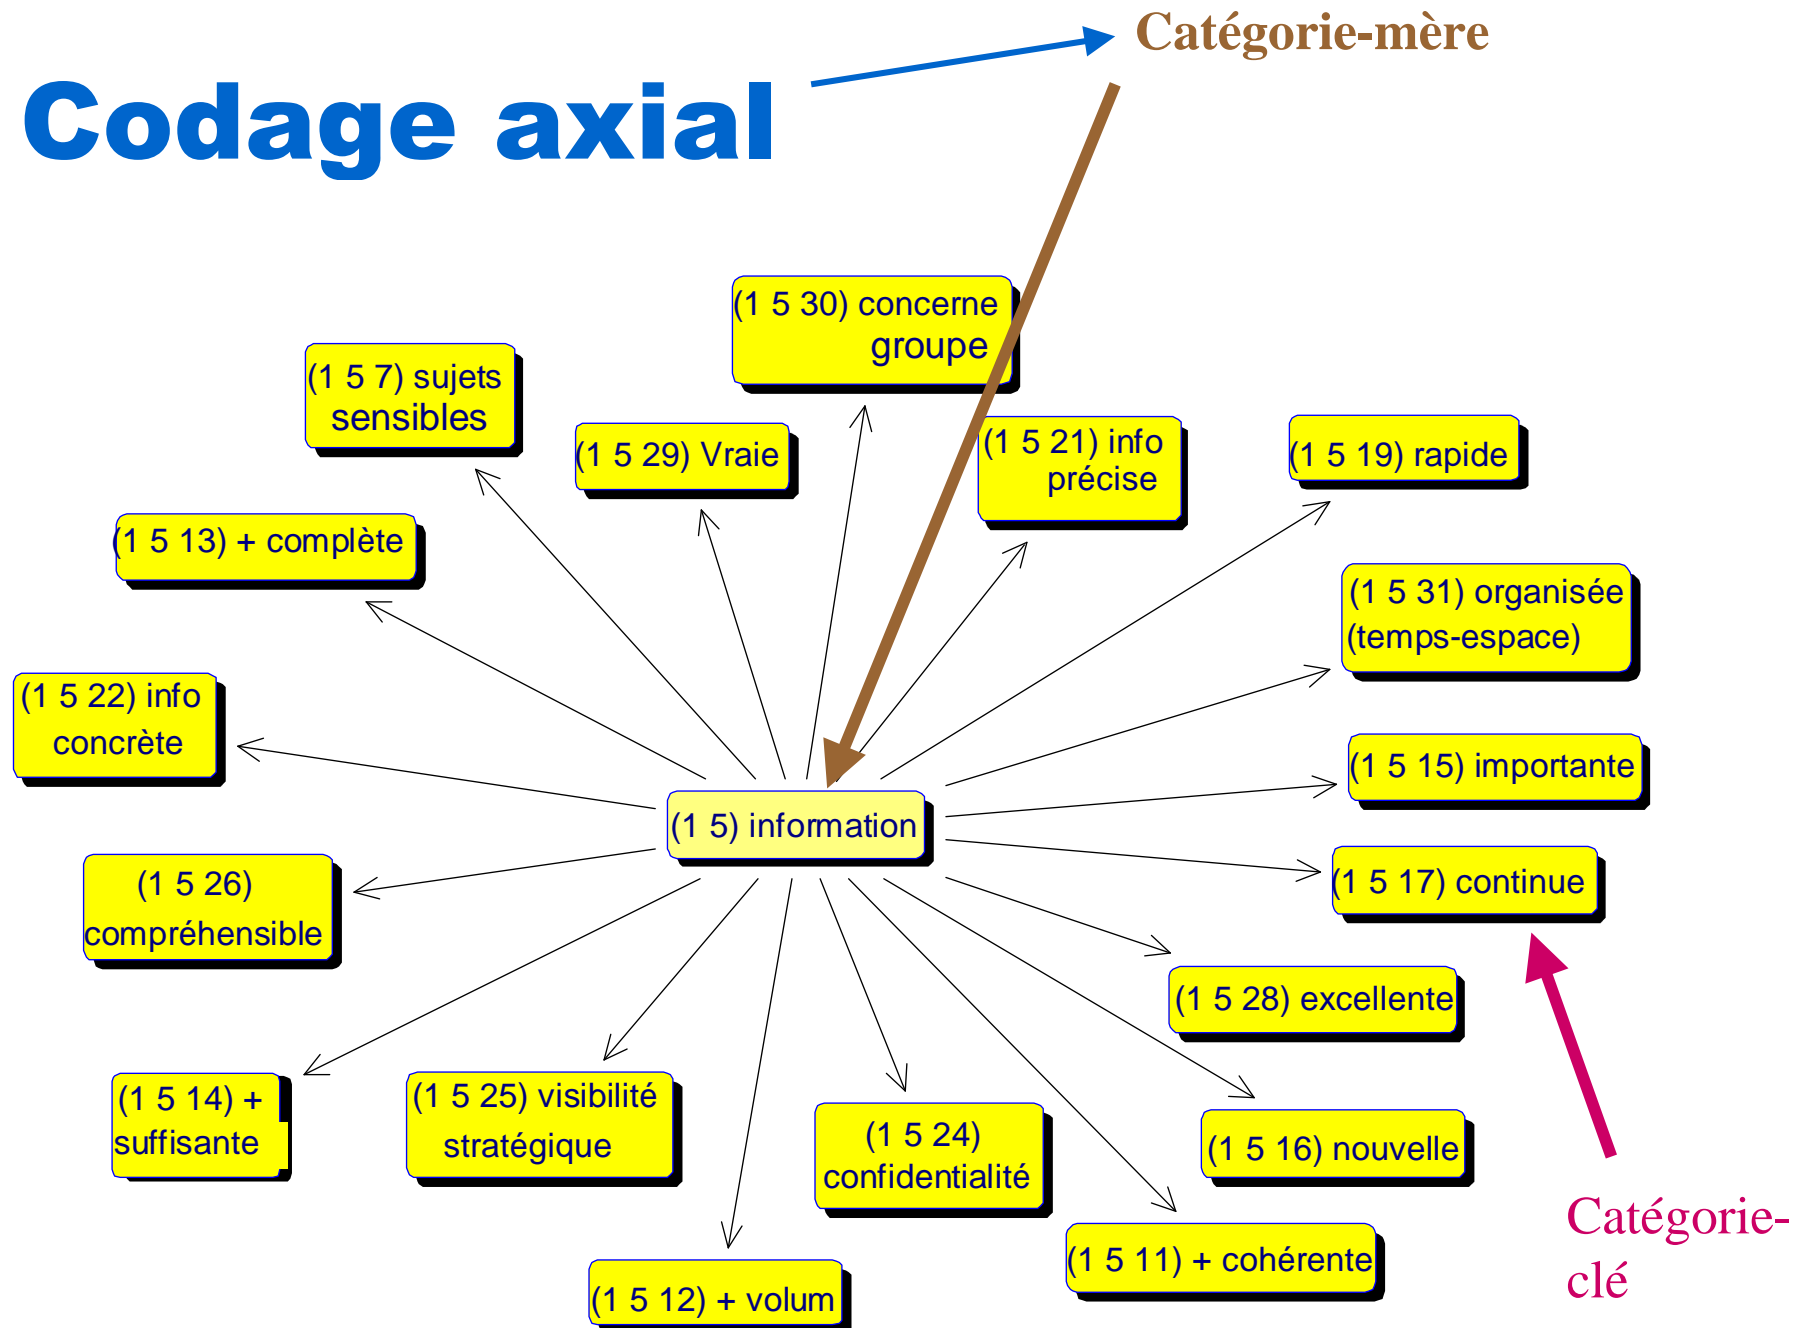 Catégorie-mère
Codage axial
(1 5 30) concerne
groupe
(1 5 7) sujets
sensibles
(1 5 29) Vraie
(1 5 21) info
précise
(1 5 19) rapide
(1 5 13) + complète
(1 5 31) organisée
(temps-espace)
(1 5 22) info
concrète
(1 5 15) importante
(1 5) information
(1 5 17) continue
(1 5 26)
compréhensible
(1 5 28) excellente
(1 5 14) +
suffisante
(1 5 25) visibilité
stratégique
(1 5 24)
confidentialité
(1 5 16) nouvelle
(1 5 11) + cohérente
(1 5 12) + volum
Catégorie-
clé